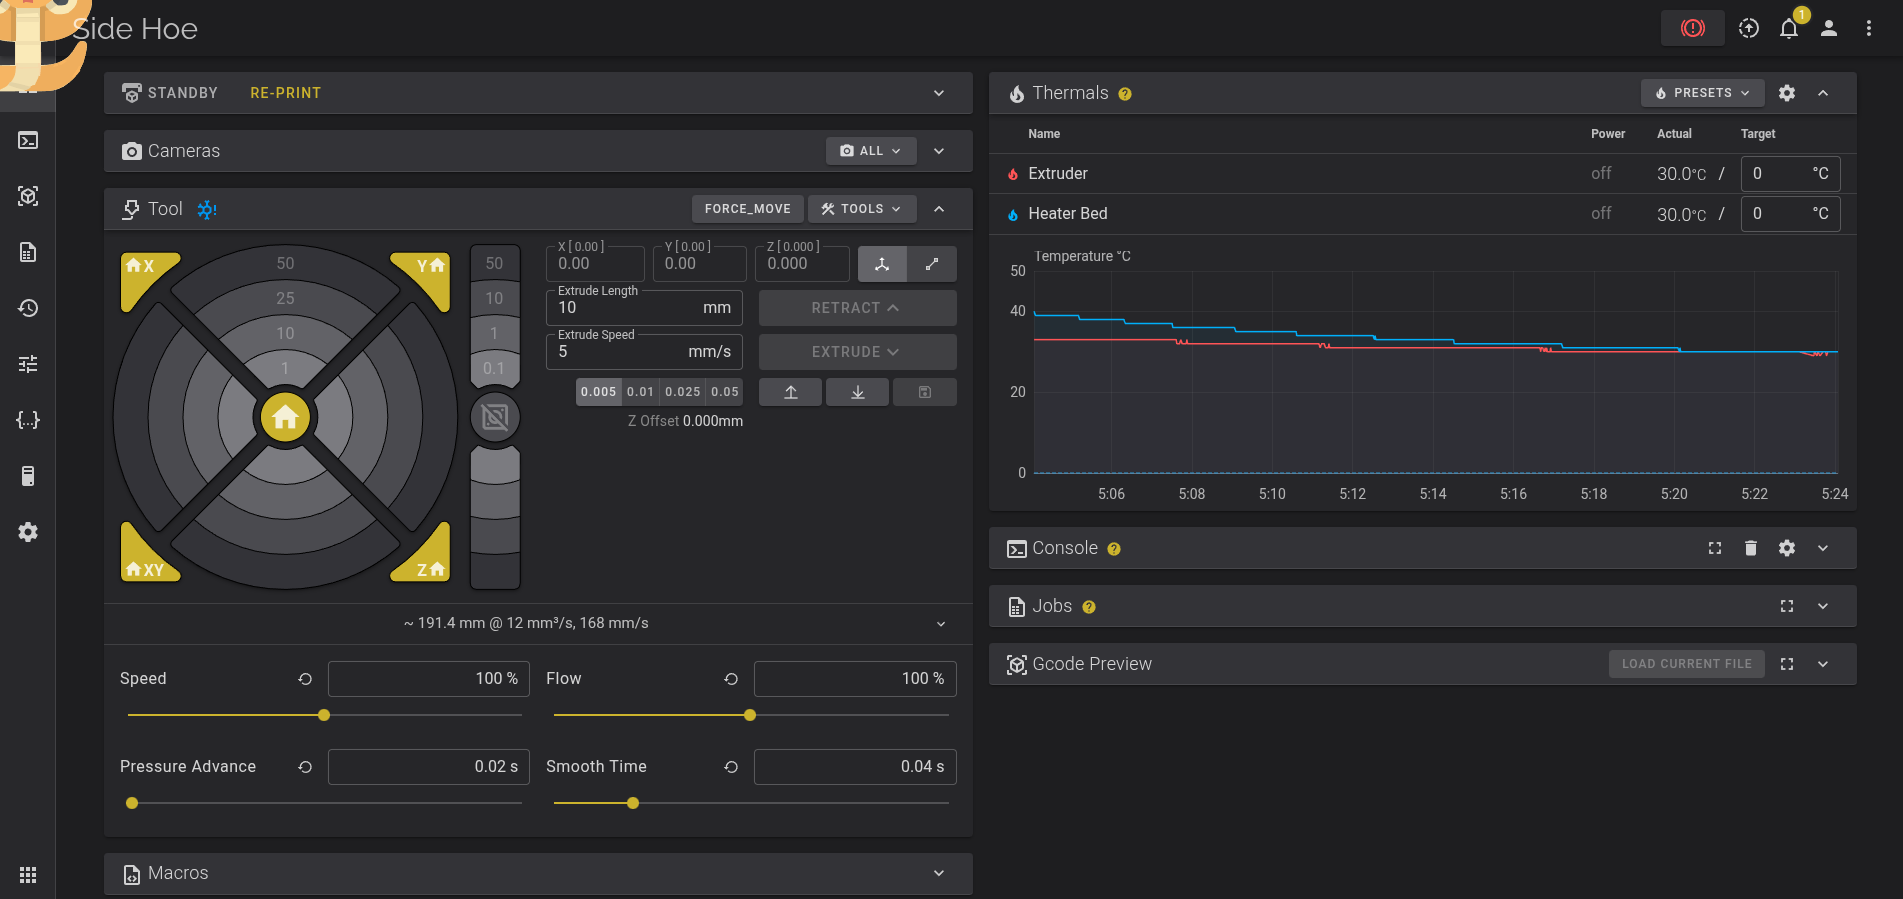 Side Hoe
1
STANDBY RE-PRINT
Cameras ALL
Tool FORCE_MOVE TOOLS
X Y
50
25
10
1
XY Z
50
10
1
0.1
X [ 0.00 ] Y [ 0.00 ] Z [ 0.000 ]
0.00 0.00 0.000
Extrude Length
10 mm RETRACT
Extrude Speed
5 mm/s EXTRUDE
0.005 0.01 0.025 0.05
Z Offset 0.000mm
~ 191.4 mm @ 12 mm³/s, 168 mm/s
Speed 100 % Flow 100 %
Pressure Advance 0.02 s Smooth Time 0.04 s
Macros
Thermals ? PRESETS
Name Power Actual Target
Extruder off 30.0°C / 0 °C
Heater Bed off 30.0°C / 0 °C
Temperature °C
50
40
20
0
5:06 5:08 5:10 5:12 5:14 5:16 5:18 5:20 5:22 5:24
Console ?
Jobs ?
Gcode Preview LOAD CURRENT FILE